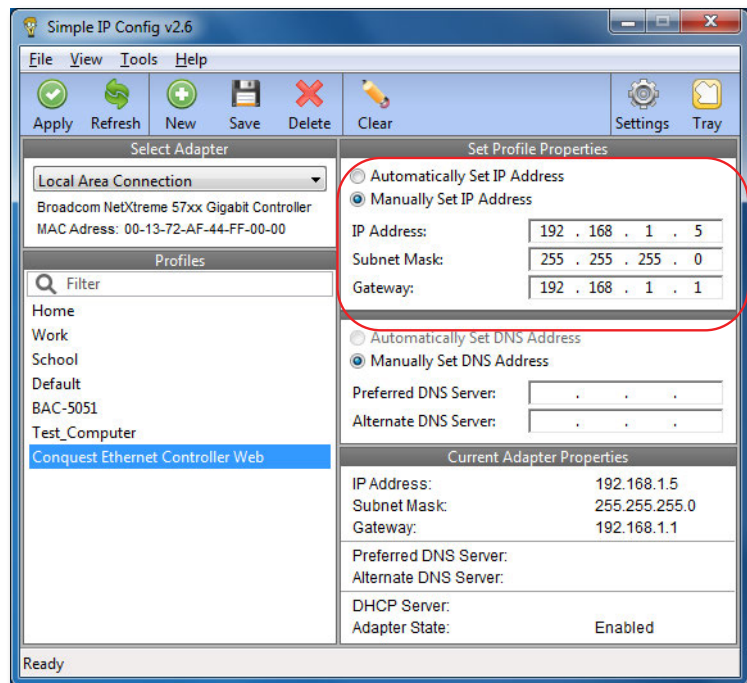 Simple IP Config v2.6
File View Tools Help
Apply Refresh New Save Delete Clear Settings Tray
Select Adapter
Local Area Connection
Broadcom NetXtreme 57xx Gigabit Controller
MAC Adress: 00-13-72-AF-44-FF-00-00
Profiles
Filter
Home
Work
School
Default
BAC-5051
Test_Computer
Conquest Ethernet Controller Web
Set Profile Properties
Automatically Set IP Address
Manually Set IP Address
IP Address: 192 . 168 . 1 . 5
Subnet Mask: 255 . 255 . 255 . 0
Gateway: 192 . 168 . 1 . 1
Automatically Set DNS Address
Manually Set DNS Address
Preferred DNS Server: . . .
Alternate DNS Server: . . .
Current Adapter Properties
IP Address: 192.168.1.5
Subnet Mask: 255.255.255.0
Gateway: 192.168.1.1
Preferred DNS Server:
Alternate DNS Server:
DHCP Server:
Adapter State: Enabled
Ready